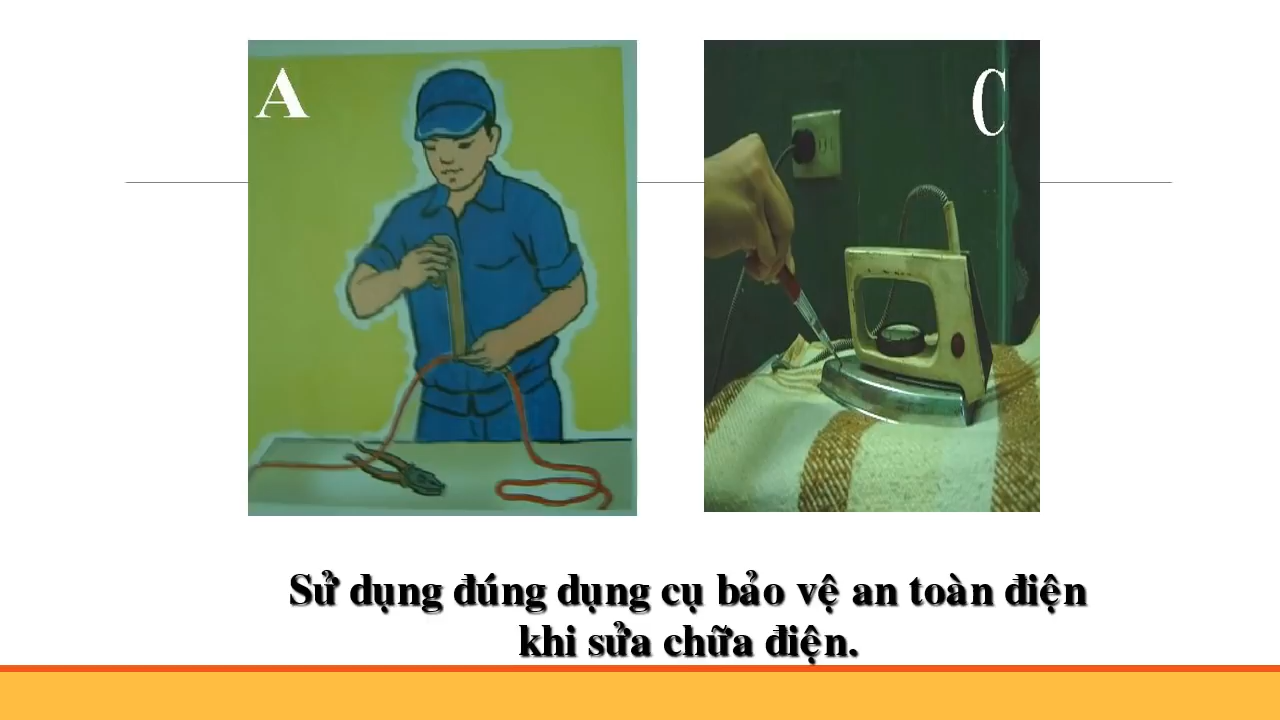 A
C
Sử dụng đúng dụng cụ bảo vệ an toàn điện
khi sửa chữa điện.